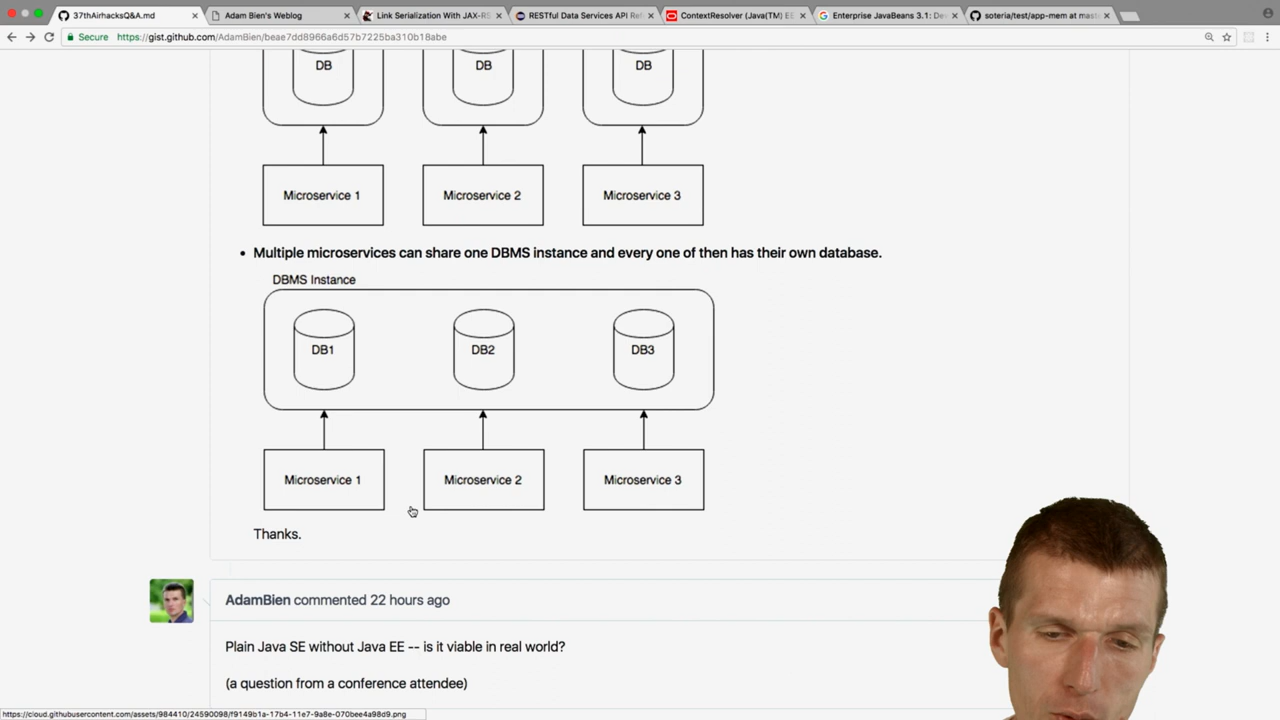 37thAirhacksQ&A.md
Adam Bien's Weblog
Link Serialization With JAX-RS
RESTful Data Services API Re
ContextResolver (Java(TM) EE
Enterprise JavaBeans 3.1: De
soteria/test/app-mem at mast
Secure
https://gist.github.com/AdamBien/beae7dd8966a6d57b7225ba310b18abe
DB
DB
DB
Microservice 1
Microservice 2
Microservice 3
• Multiple microservices can share one DBMS instance and every one of then has their own database.
DBMS Instance
DB1
DB2
DB3
Microservice 1
Microservice 2
Microservice 3
Thanks.
AdamBien commented 22 hours ago
Plain Java SE without Java EE -- is it viable in real world?
(a question from a conference attendee)
https://cloud.githubusercontent.com/assets/984410/24590098/f9149b1a-17b4-11e7-9a8e-070bee4a98d9.png